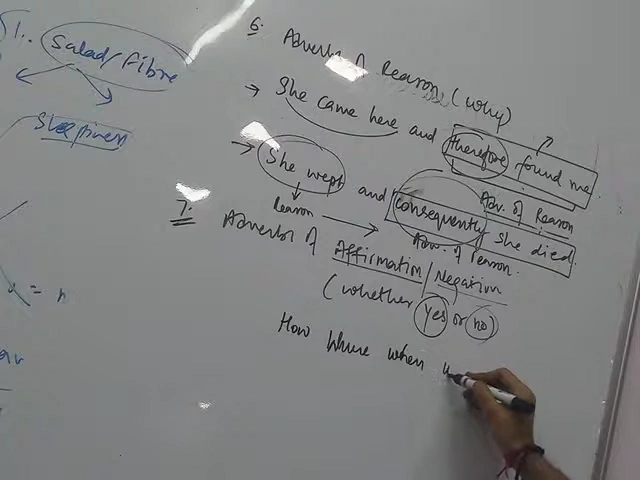 1.. Salad/Fibre
Sleepiness
6. Adverbs of Reason (why)
→ She came here and therefore found me.
Adv. of Reason
→ She wept and consequently she died.
Reason → Adv. of reason.
7. Adverbs of Affirmation / Negation
(whether yes or no)
How where when